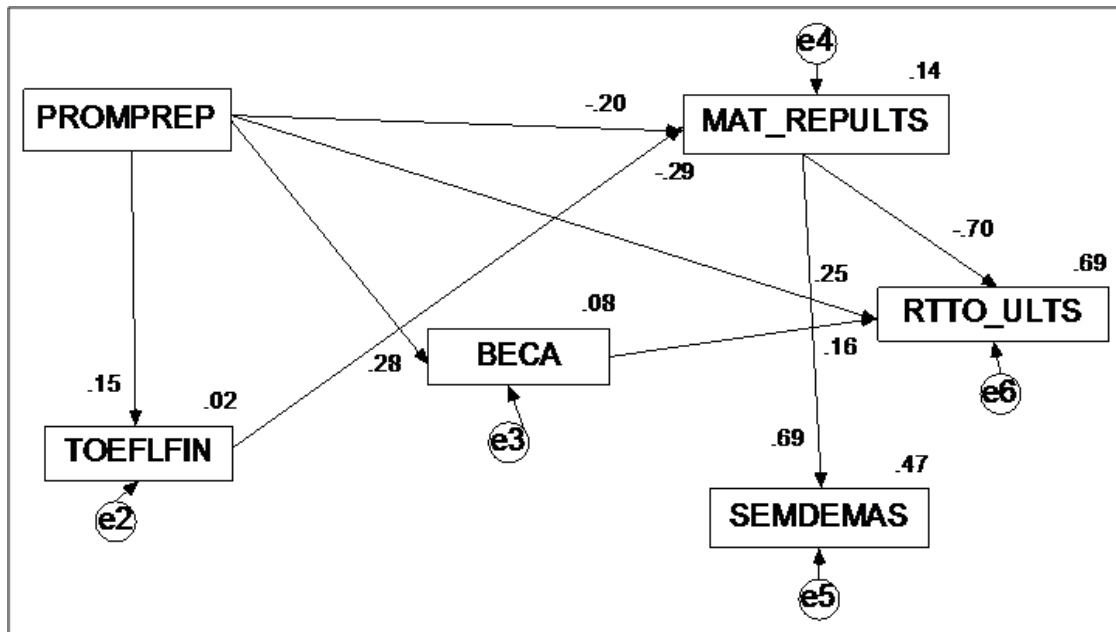 e4
.14
PROMPREP
-.20
MAT_REPULTS
-.29
-.70
.69
.25
RTTO_ULTS
.08
BECA
.16
.28
.15
.02
e6
TOEFLFIN
e3
.69
.47
e2
SEMDEMAS
e5